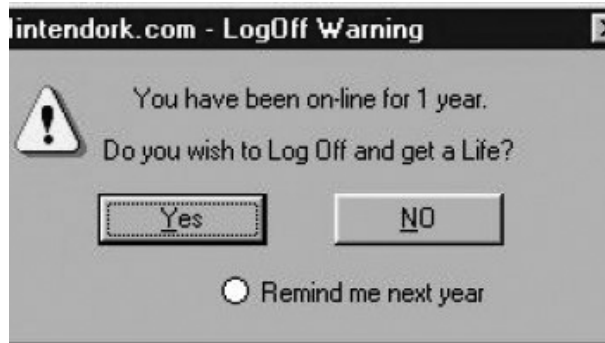 lintendork.com - LogOff Warning
You have been on-line for 1 year.
Do you wish to Log Off and get a Life?
Yes
NO
Remind me next year